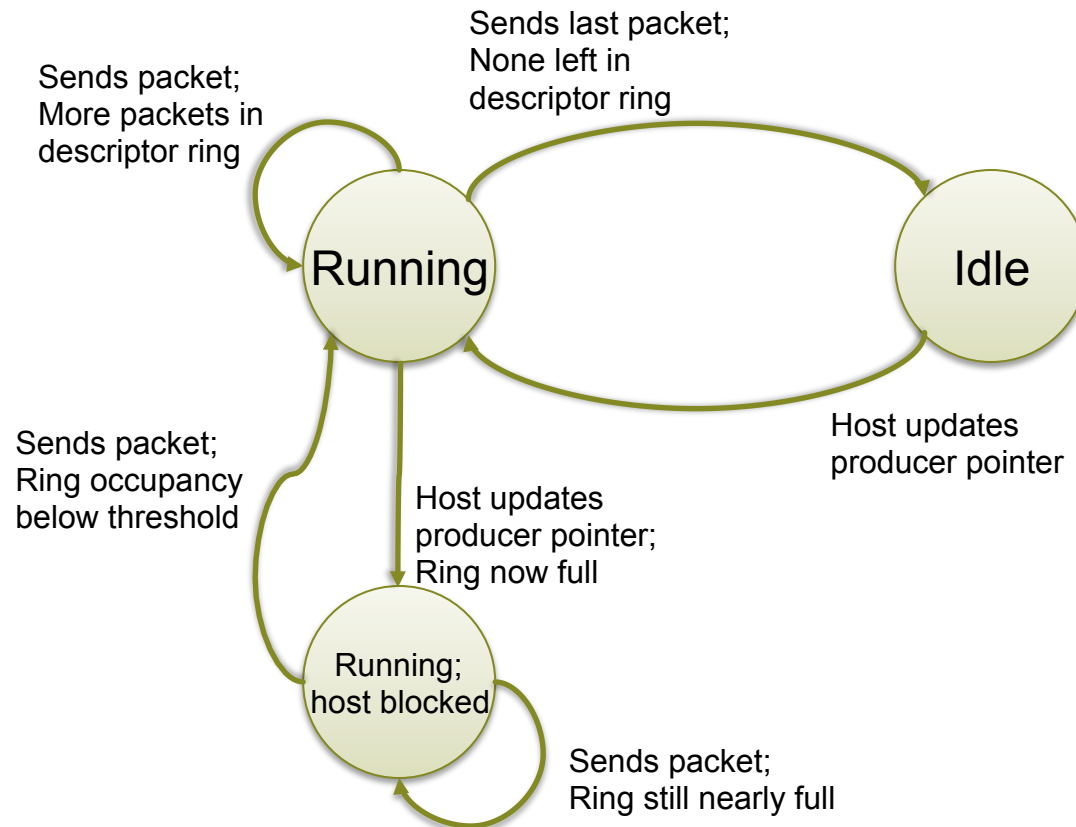 Sends last packet;
None left in
descriptor ring
Sends packet;
More packets in
descriptor ring
Running
Idle
Host updates
producer pointer
Sends packet;
Ring occupancy
below threshold
Host updates
producer pointer;
Ring now full
Running;
host blocked
Sends packet;
Ring still nearly full